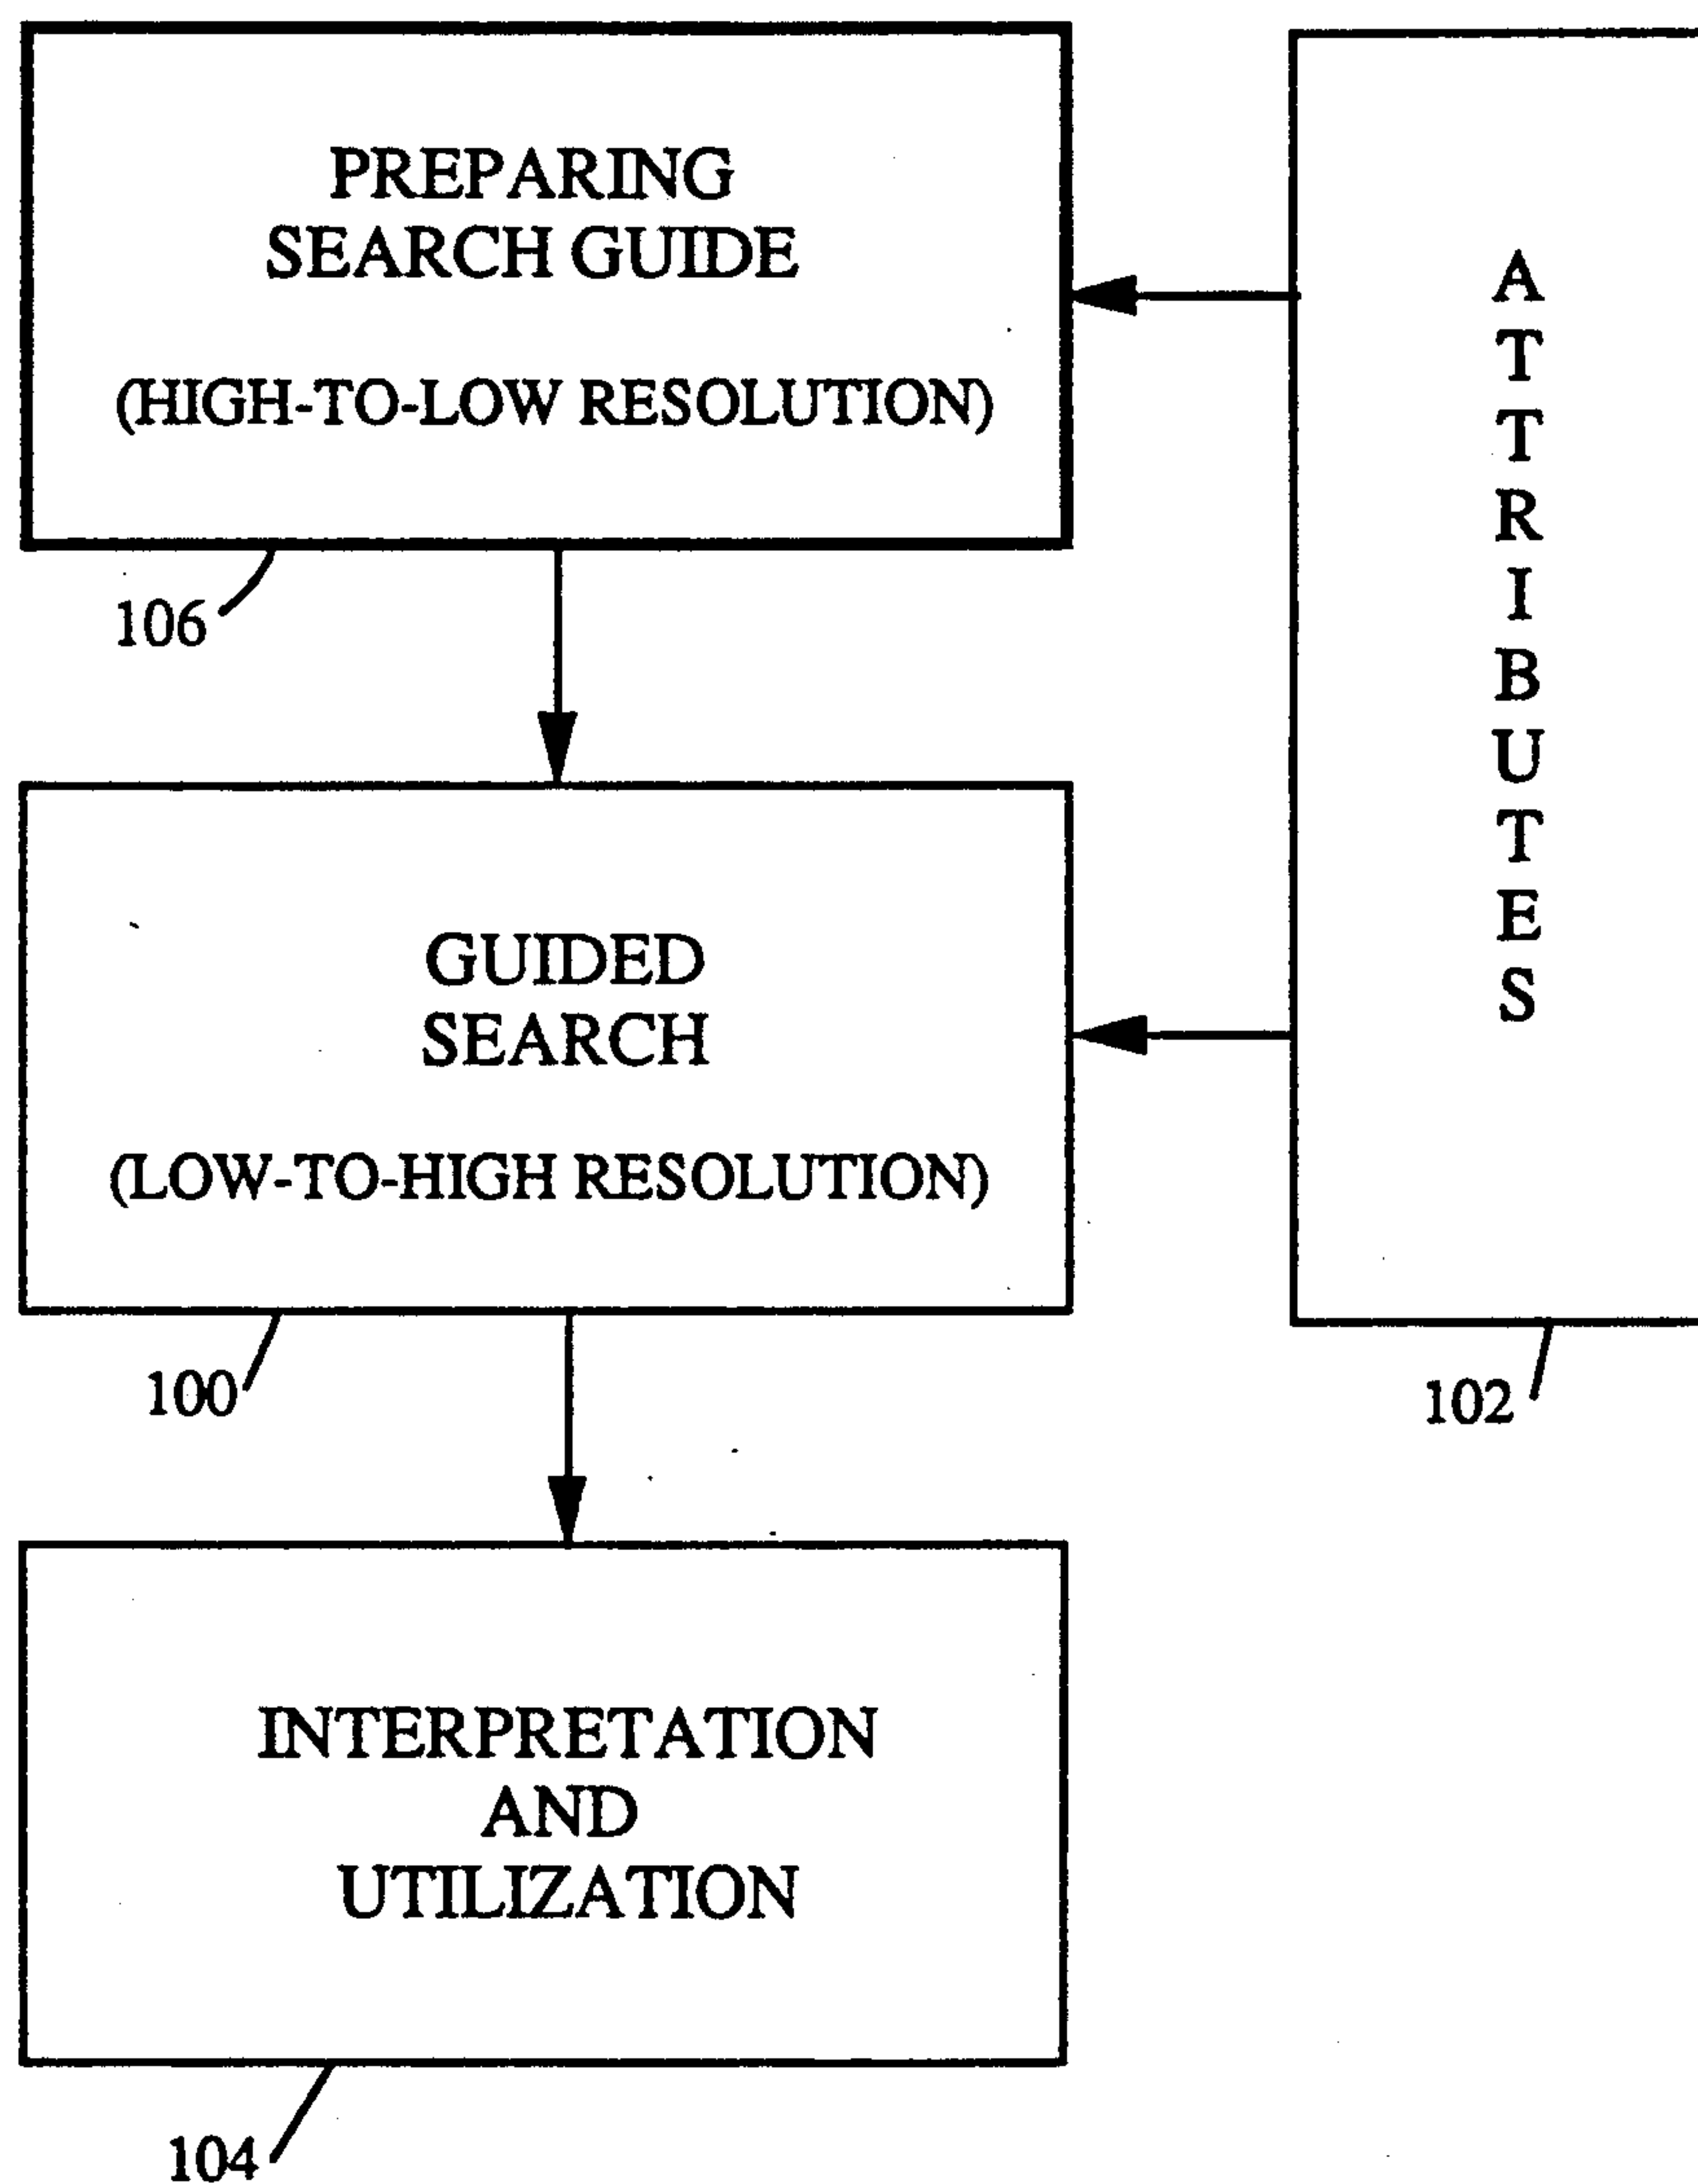 PREPARING
SEARCH GUIDE
(HIGH-TO-LOW RESOLUTION)
106
GUIDED
SEARCH
(LOW-TO-HIGH RESOLUTION)
100
INTERPRETATION
AND
UTILIZATION
104
A
T
T
R
I
B
U
T
E
S
102